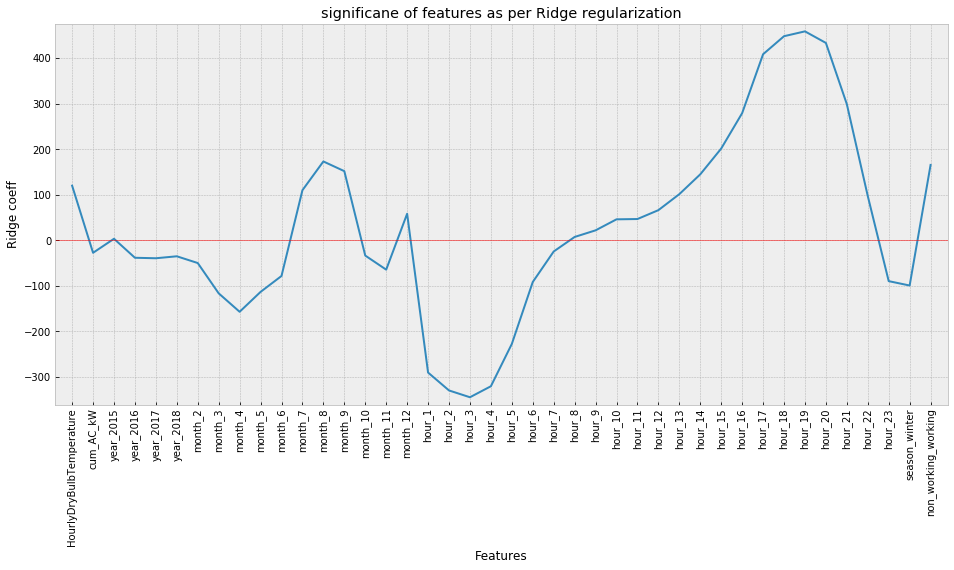 significane of features as per Ridge regularization
Ridge coeff
400
300
200
100
0
−100
−200
−300
HourlyDryBulbTemperature
cum_AC_kW
year_2015
year_2016
year_2017
year_2018
month_2
month_3
month_4
month_5
month_6
month_7
month_8
month_9
month_10
month_11
month_12
hour_1
hour_2
hour_3
hour_4
hour_5
hour_6
hour_7
hour_8
hour_9
hour_10
hour_11
hour_12
hour_13
hour_14
hour_15
hour_16
hour_17
hour_18
hour_19
hour_20
hour_21
hour_22
hour_23
season_winter
non_working_working
Features